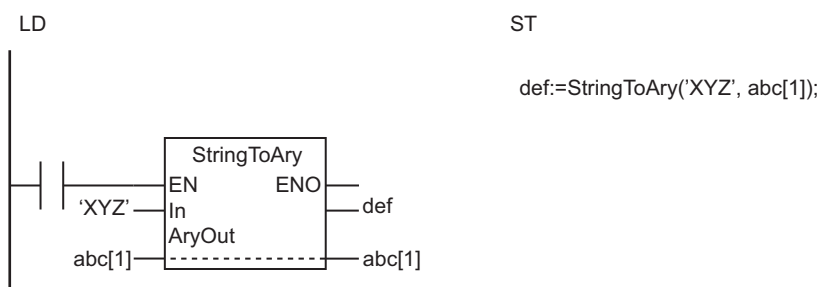 LD
ST
def:=StringToAry(’XYZ’, abc[1]);
StringToAry
EN ENO
‘XYZ’ In def
AryOut
abc[1] abc[1]